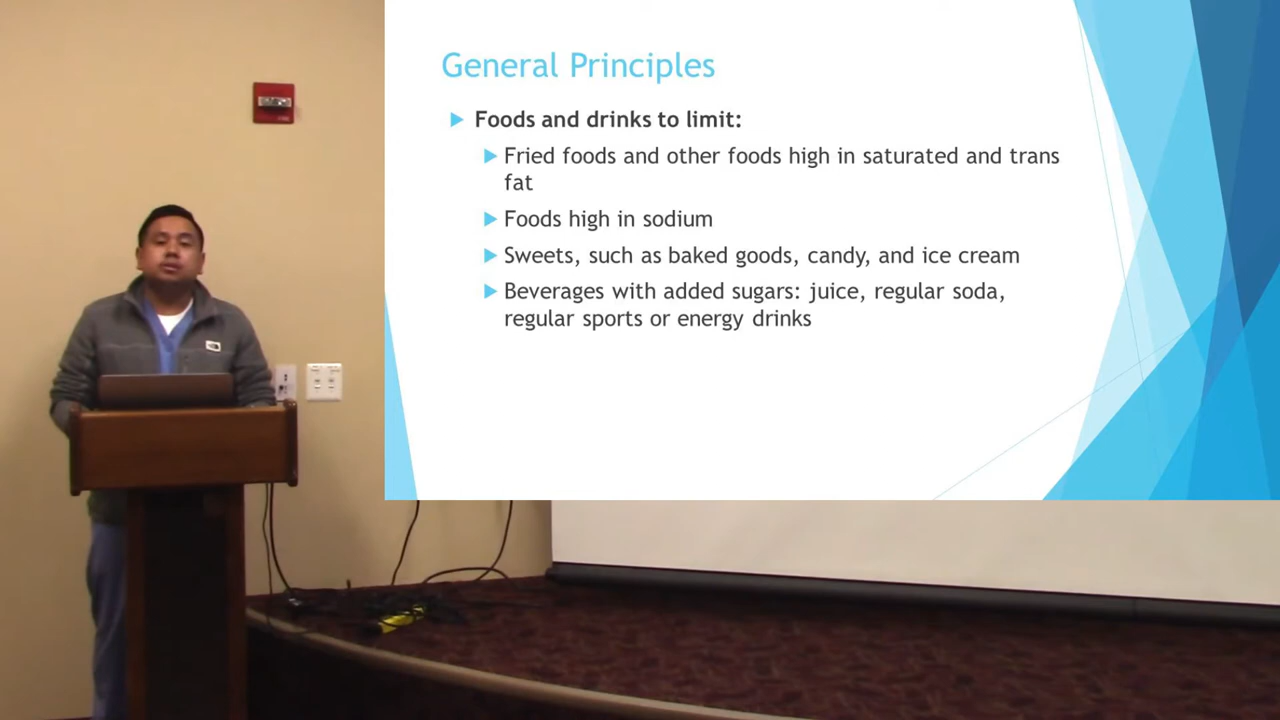 General Principles
Foods and drinks to limit:
Fried foods and other foods high in saturated and trans
fat
Foods high in sodium
Sweets, such as baked goods, candy, and ice cream
Beverages with added sugars: juice, regular soda,
regular sports or energy drinks